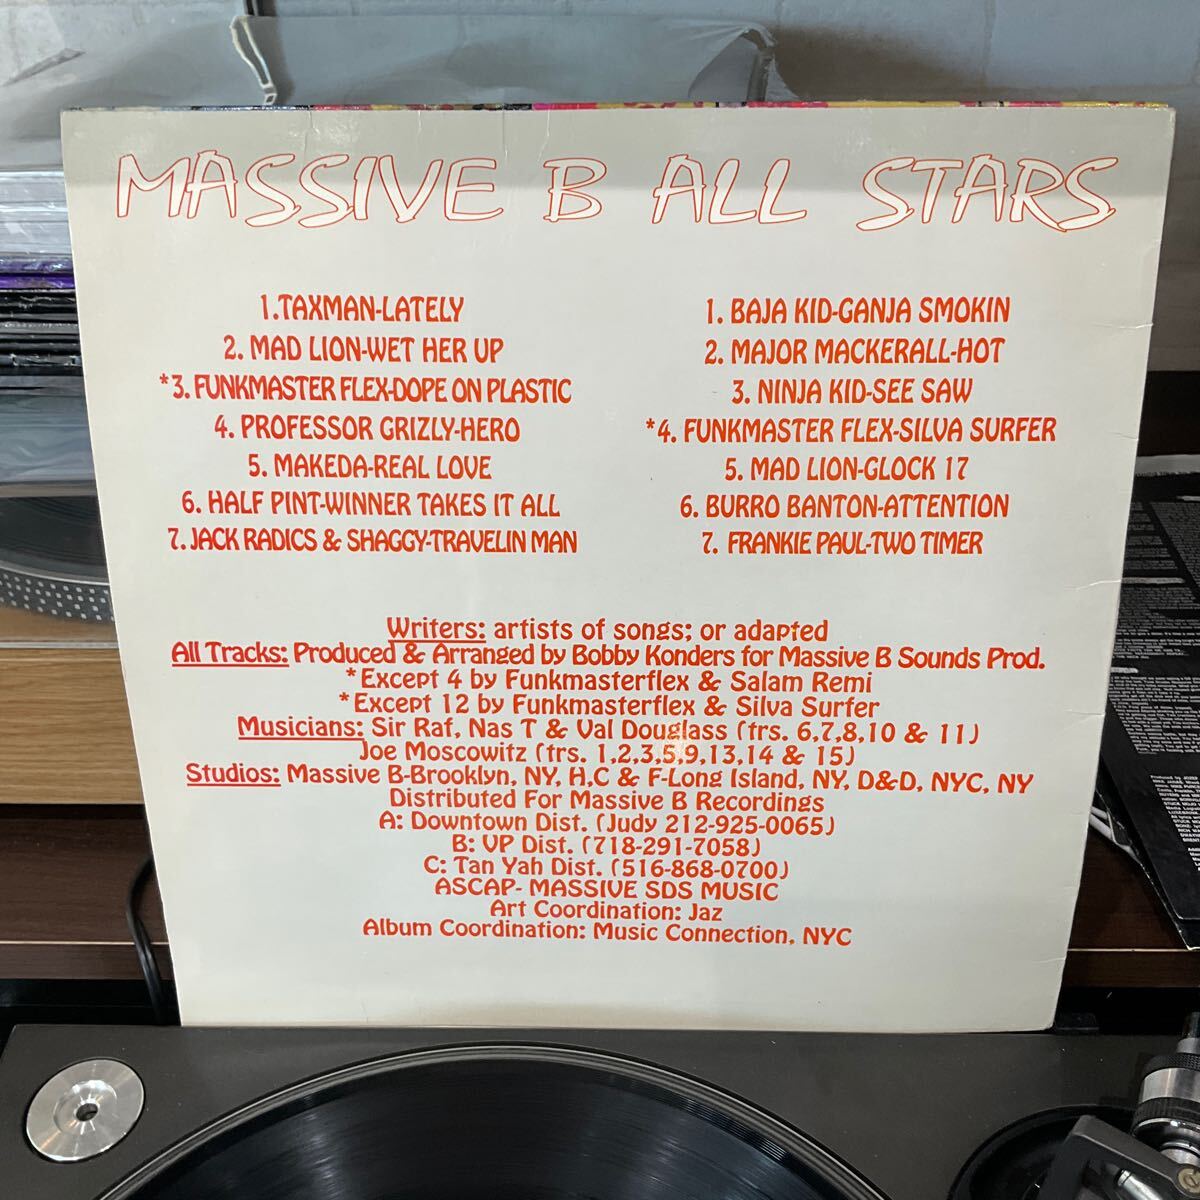 MASSIVE B ALL STARS
1.TAXMAN-LATELY
2. MAD LION-WET HER UP
*3. FUNKMASTER FLEX-DOPE ON PLASTIC
4. PROFESSOR GRIZLY-HERO
5. MAKEDA-REAL LOVE
6. HALF PINT-WINNER TAKES IT ALL
7. JACK RADICS & SHAGGY-TRAVELIN MAN
1. BAJA KID-GANJA SMOKIN
2. MAJOR MACKERALL-HOT
3. NINJA KID-SEE SAW
*4. FUNKMASTER FLEX-SILVA SURFER
5. MAD LION-GLOCK 17
6. BURRO BANTON-ATTENTION
7. FRANKIE PAUL-TWO TIMER
Writers: artists of songs; or adapted
All Tracks: Produced & Arranged by Bobby Konders for Massive B Sounds Prod.
*Except 4 by Funkmasterflex & Salam Remi
*Except 12 by Funkmasterflex & Silva Surfer
Musicians: Sir Raf, Nas T & Val Douglass (trs. 6,7,8,10 & 11)
Joe Moscowitz (trs. 1,2,3,5,9,13,14 & 15)
Studios: Massive B-Brooklyn, NY, H,C & F-Long Island, NY, D&D, NYC, NY
Distributed For Massive B Recordings
A: Downtown Dist. (Judy 212-925-0065)
B: VP Dist. (718-291-7058)
C: Tan Yah Dist. (516-868-0700)
ASCAP- MASSIVE SDS MUSIC
Art Coordination: Jaz
Album Coordination: Music Connection, NYC